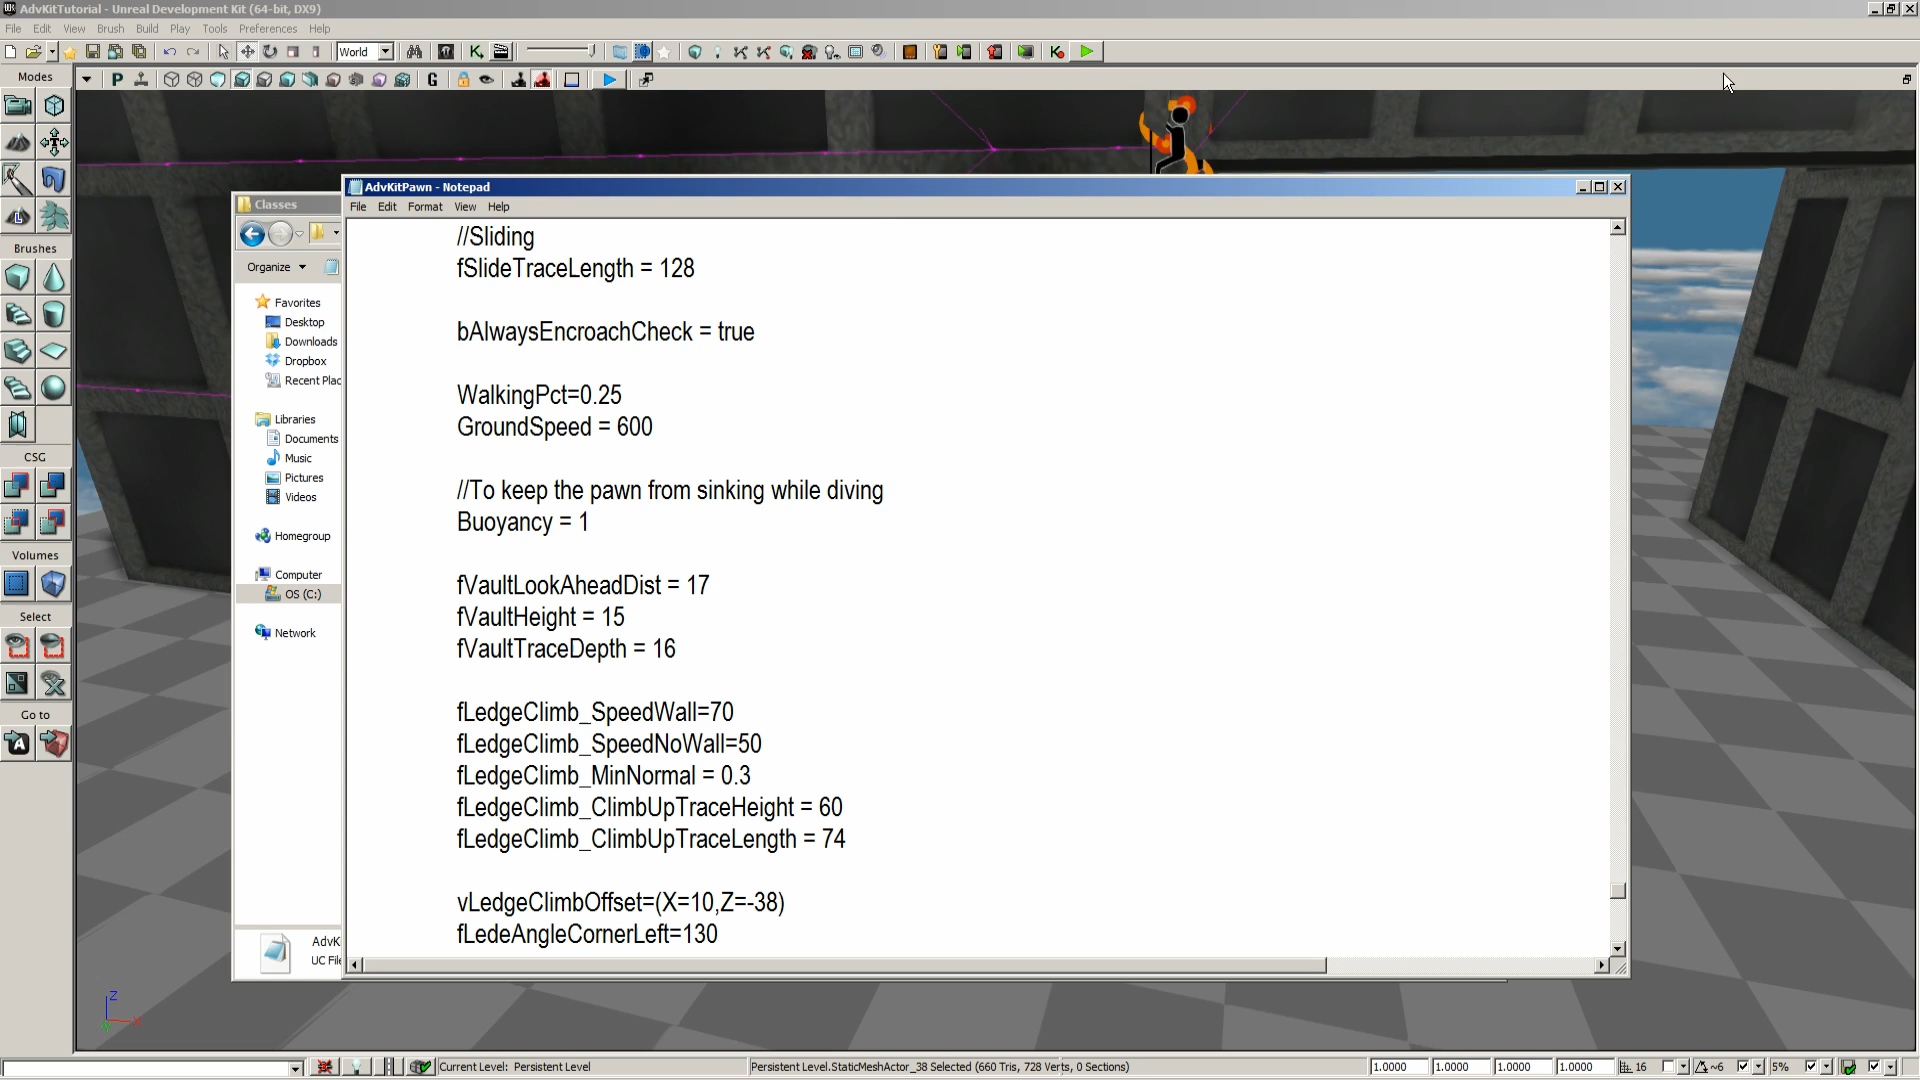 AdvKitTutorial - Unreal Development Kit (64-bit, DX9)
File Edit View Brush Build Play Tools Preferences Help
World
Modes
P
G
Brushes
CSG
Volumes
Select
Go to
Classes
Organize
Favorites
Desktop
Downloads
Dropbox
Recent Plac
Libraries
Documents
Music
Pictures
Videos
Homegroup
Computer
OS (C:)
Network
AdvK
UC File
AdvKitPawn - Notepad
File Edit Format View Help
//Sliding
fSlideTraceLength = 128
bAlwaysEncroachCheck = true
WalkingPct=0.25
GroundSpeed = 600
//To keep the pawn from sinking while diving
Buoyancy = 1
fVaultLookAheadDist = 17
fVaultHeight = 15
fVaultTraceDepth = 16
fLedgeClimb_SpeedWall=70
fLedgeClimb_SpeedNoWall=50
fLedgeClimb_MinNormal = 0.3
fLedgeClimb_ClimbUpTraceHeight = 60
fLedgeClimb_ClimbUpTraceLength = 74
vLedgeClimbOffset=(X=10,Z=-38)
fLedeAngleCornerLeft=130
Z
X
Y
Current Level: Persistent Level
Persistent Level.StaticMeshActor_38 Selected (660 Tris, 728 Verts, 0 Sections)
1.0000 1.0000 1.0000 1.0000 16 ~6 5%